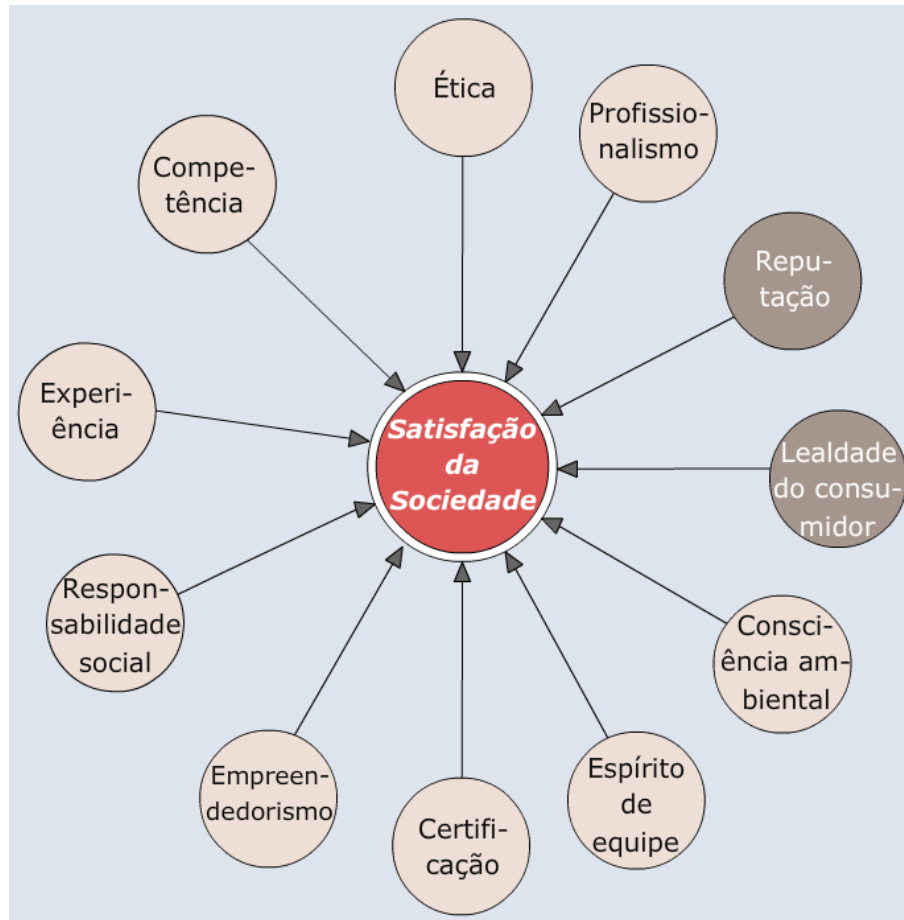 Ética
Profissio-
nalismo
Repu-
tação
Lealdade
do consu-
midor
Consci-
ência am-
biental
Espírito
de
equipe
Certifi-
cação
Empreen-
dedorismo
Respon-
sabilidade
social
Experi-
ência
Compe-
tência
Satisfação
da
Sociedade